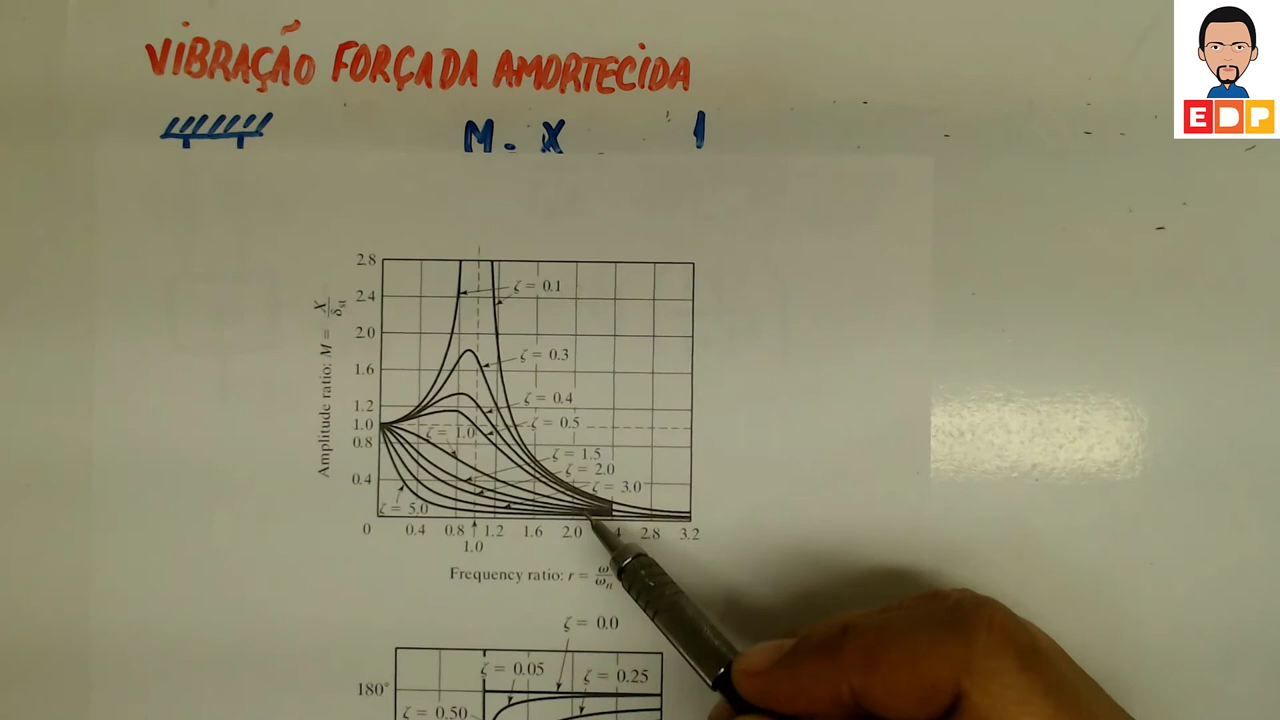 VIBRAÇÃO FORÇADA AMORTECIDA
EDP
M. X 1
2.8
ζ = 0.1
2.4
Amplitude ratio: M = X/δst
2.0
ζ = 0.3
1.6
ζ = 0.4
1.2
ζ = 0.5
1.0
ζ = 1.0
0.8
ζ = 1.5
ζ = 2.0
0.4
ζ = 3.0
ζ = 5.0
0 0.4 0.8 1.2 1.6 2.0 4 2.8 3.2
1.0
Frequency ratio: r = ω/ωn
ζ = 0.0
ζ = 0.05
ζ = 0.25
180°
ζ = 0.50